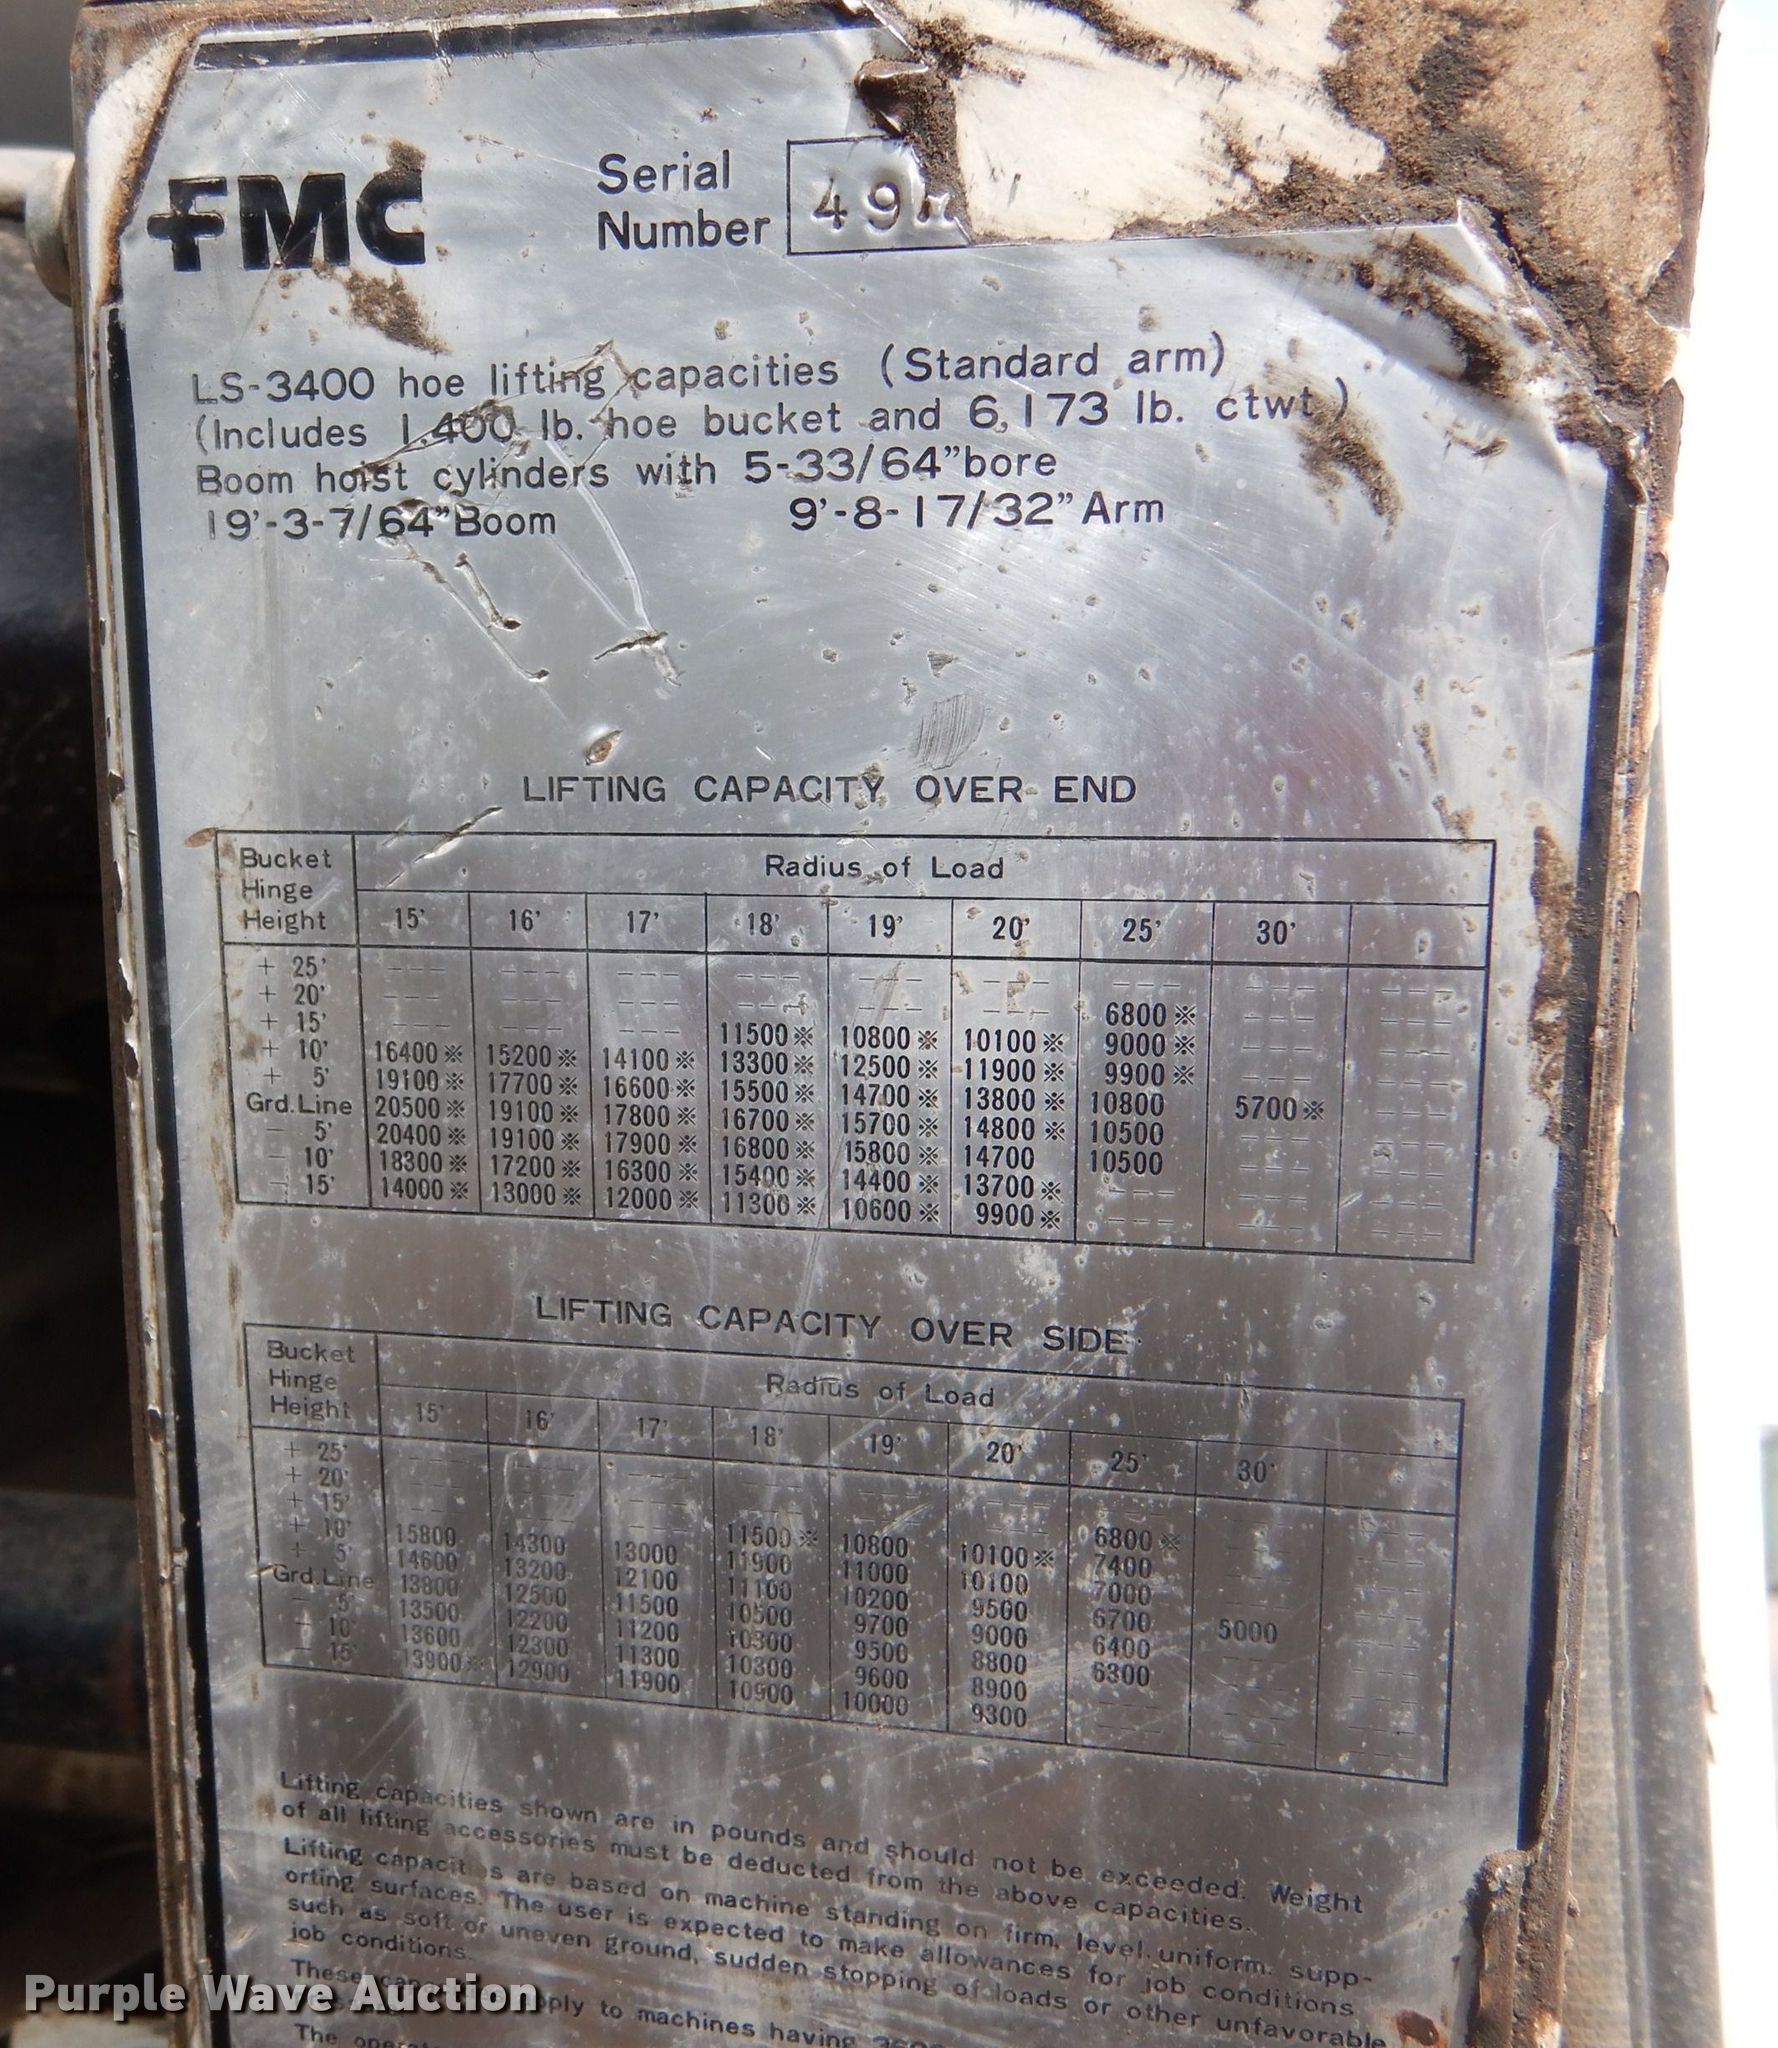 FMC
Serial
Number 49
LS-3400 hoe lifting capacities (Standard arm)
(Includes 1,400 lb. hoe bucket and 6,173 lb. ctwt)
Boom hoist cylinders with 5-33/64" bore
19'-3-7/64" Boom 9'-8-17/32" Arm
LIFTING CAPACITY OVER END
Bucket Hinge Height Radius of Load
15' 16' 17' 18' 19' 20' 25' 30'
+ 25' --- --- --- --- --- --- --- --- ---
+ 20' --- --- --- --- --- --- 6800※ --- ---
+ 15' --- --- --- 11500※ 10800※ 10100※ 9000※ --- ---
+ 10' 16400※ 15200※ 14100※ 13300※ 12500※ 11900※ 9900※ --- ---
+ 5' 19100※ 17700※ 16600※ 15500※ 14700※ 13800※ 10800 5700※ ---
Grd.Line 20500※ 19100※ 17800※ 16700※ 15700※ 14800※ 10500 --- ---
- 5' 20400※ 19100※ 17900※ 16800※ 15800※ 14700 10500 --- ---
- 10' 18300※ 17200※ 16300※ 15400※ 14400※ 13700※ --- --- ---
- 15' 14000※ 13000※ 12000※ 11300※ 10600※ 9900※ --- --- ---
LIFTING CAPACITY OVER SIDE
Bucket Hinge Height Radius of Load
15' 16' 17' 18' 19' 20' 25' 30'
+ 25' --- --- --- --- --- --- --- --- ---
+ 20' --- --- --- --- --- --- 6800※ --- ---
+ 15' --- --- --- 11500※ 10800 10100※ 7400 --- ---
+ 10' 15800 14300 13000 11900 11000 10100 7000 --- ---
+ 5' 14600 13200 12100 11100 10200 9500 6700 5000 ---
Grd.Line 13800 12500 11500 10500 9700 9000 6400 --- ---
- 5' 13500 12200 11200 10300 9500 8800 6300 --- ---
- 10' 13600 12300 11300 10300 9600 8900 --- --- ---
- 15' 13900※ 12900 11900 10900 10000 9300 --- --- ---
Lifting capacities shown are in pounds and should not be exceeded. Weight
of all lifting accessories must be deducted from the above capacities.
Lifting capacities are based on machine standing on firm, level, uniform, supp-
orting surfaces. The user is expected to make allowances for job conditions
such as soft or uneven ground, sudden stopping of loads or other unfavorable
job conditions.
These apply to machines having
The
Purple Wave Auction